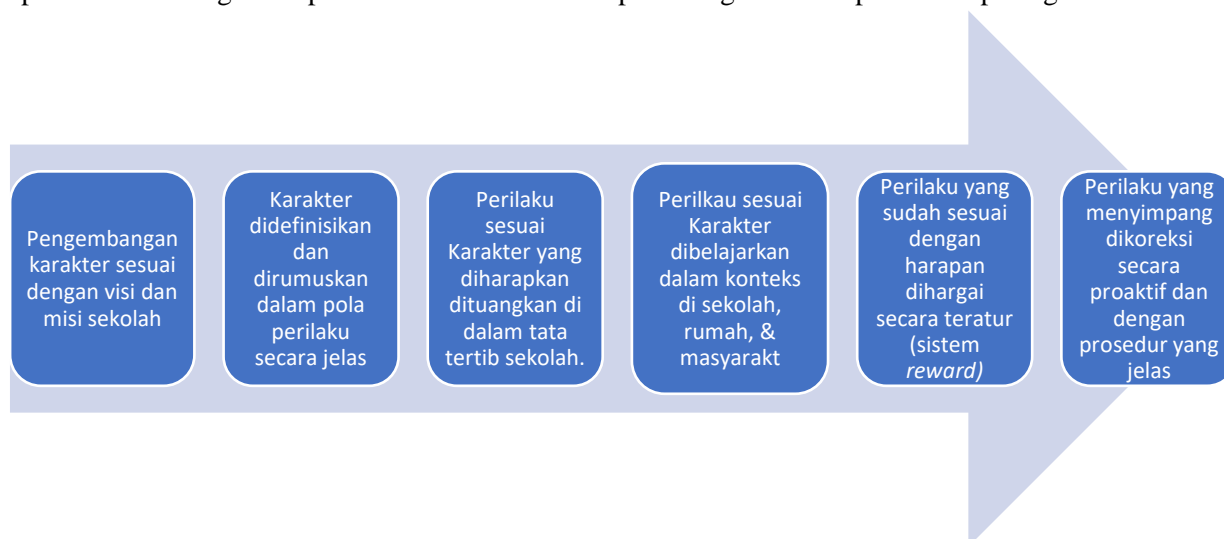 Pengembangan
karakter sesuai
dengan visi dan
misi sekolah
Karakter
didefinisikan
dan
dirumuskan
dalam pola
perilaku
secara jelas
Perilaku
sesuai
Karakter yang
diharapkan
dituangkan di
dalam tata
tertib sekolah.
Perilkau sesuai
Karakter
dibelajarkan
dalam konteks
di sekolah,
rumah, &
masyarakt
Perilaku yang
sudah sesuai
dengan
harapan
dihargai
secara teratur
(sistem
reward)
Perilaku yang
menyimpang
dikoreksi
secara
proaktif dan
dengan
prosedur yang
jelas